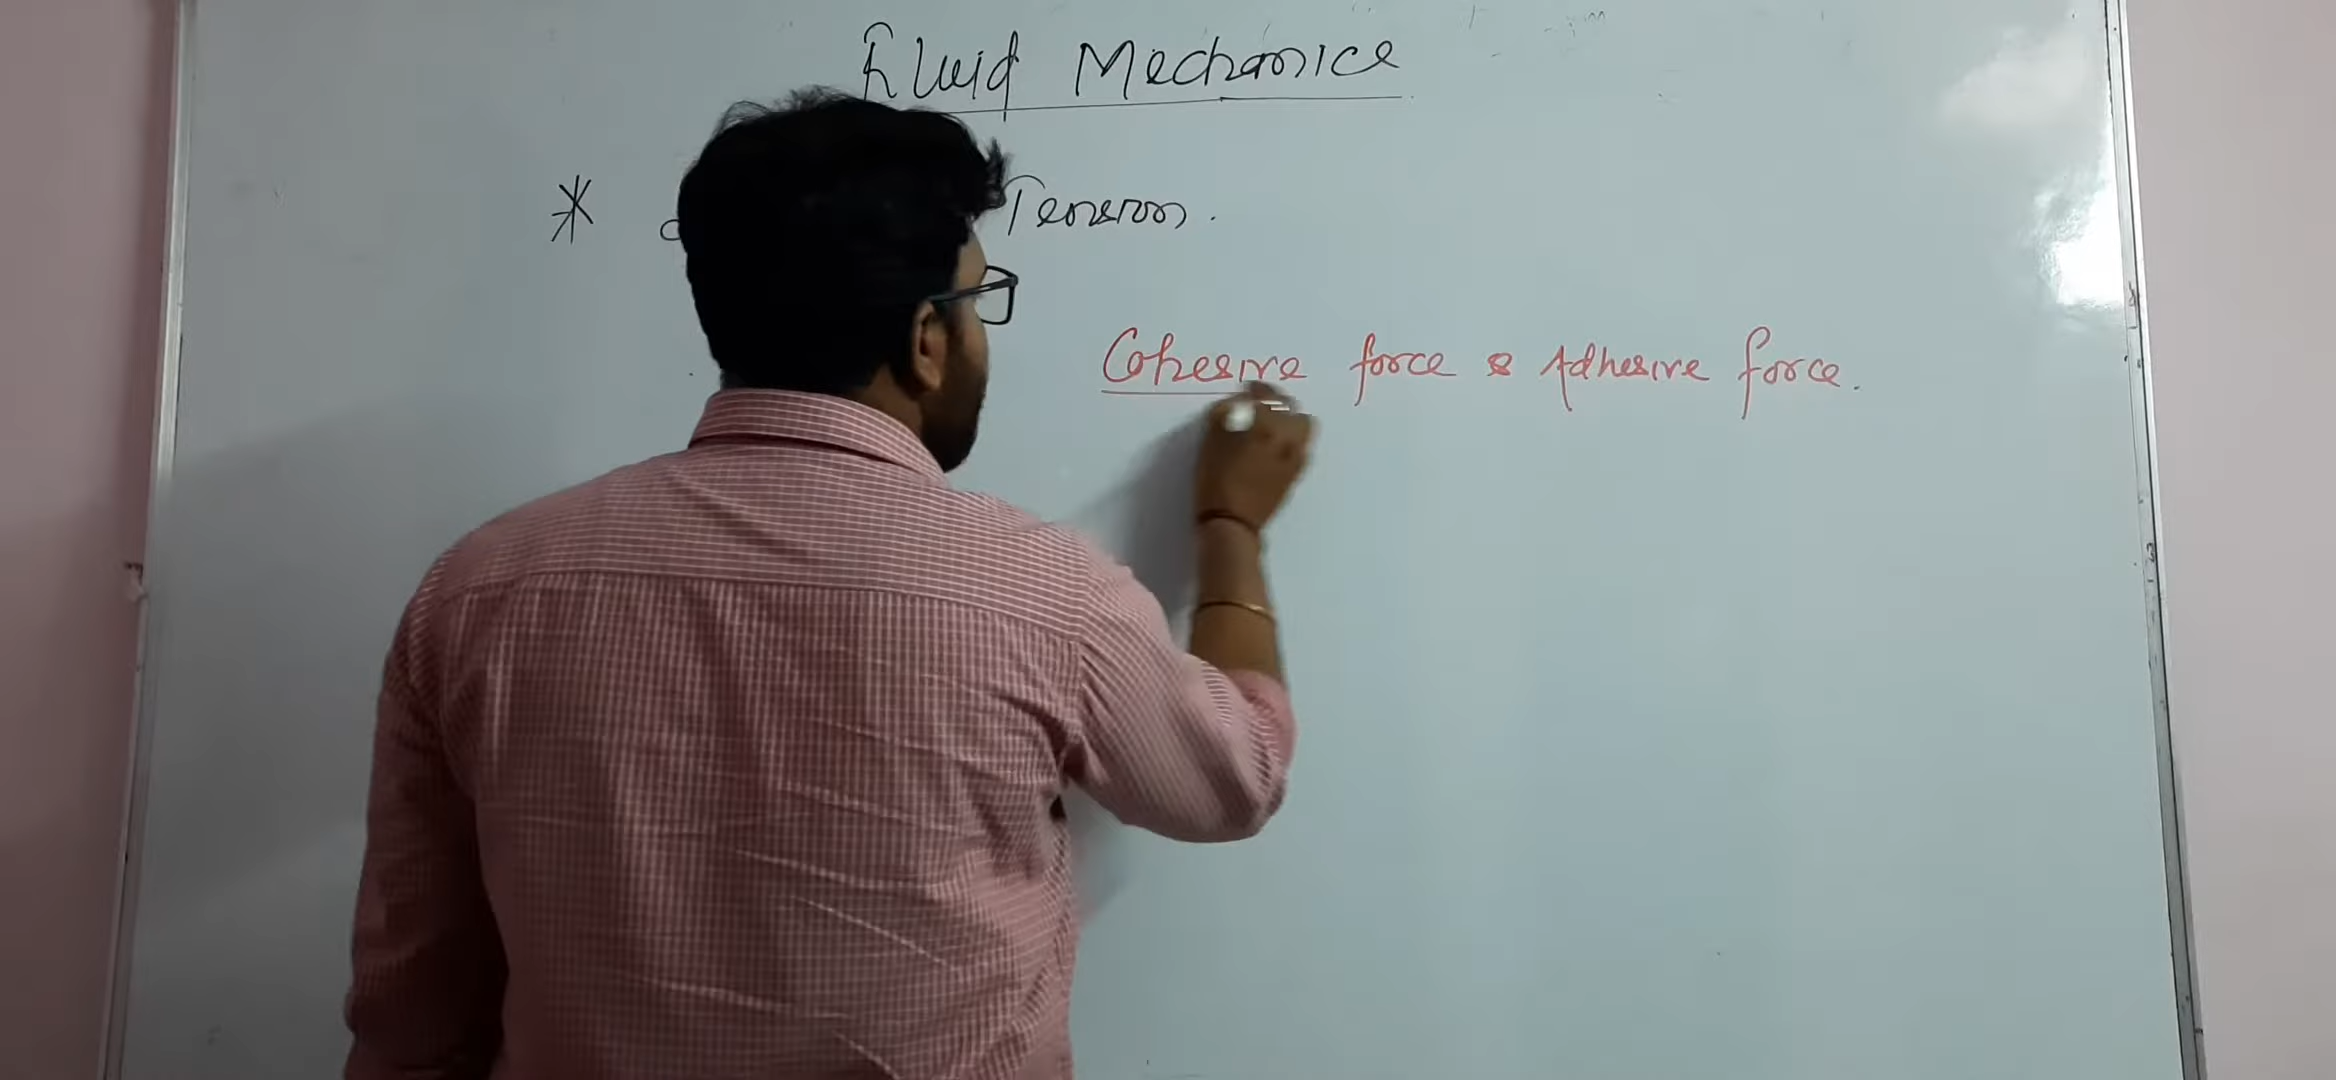 Fluid Mechanics
* Tension.
Cohesive force & Adhesive force.